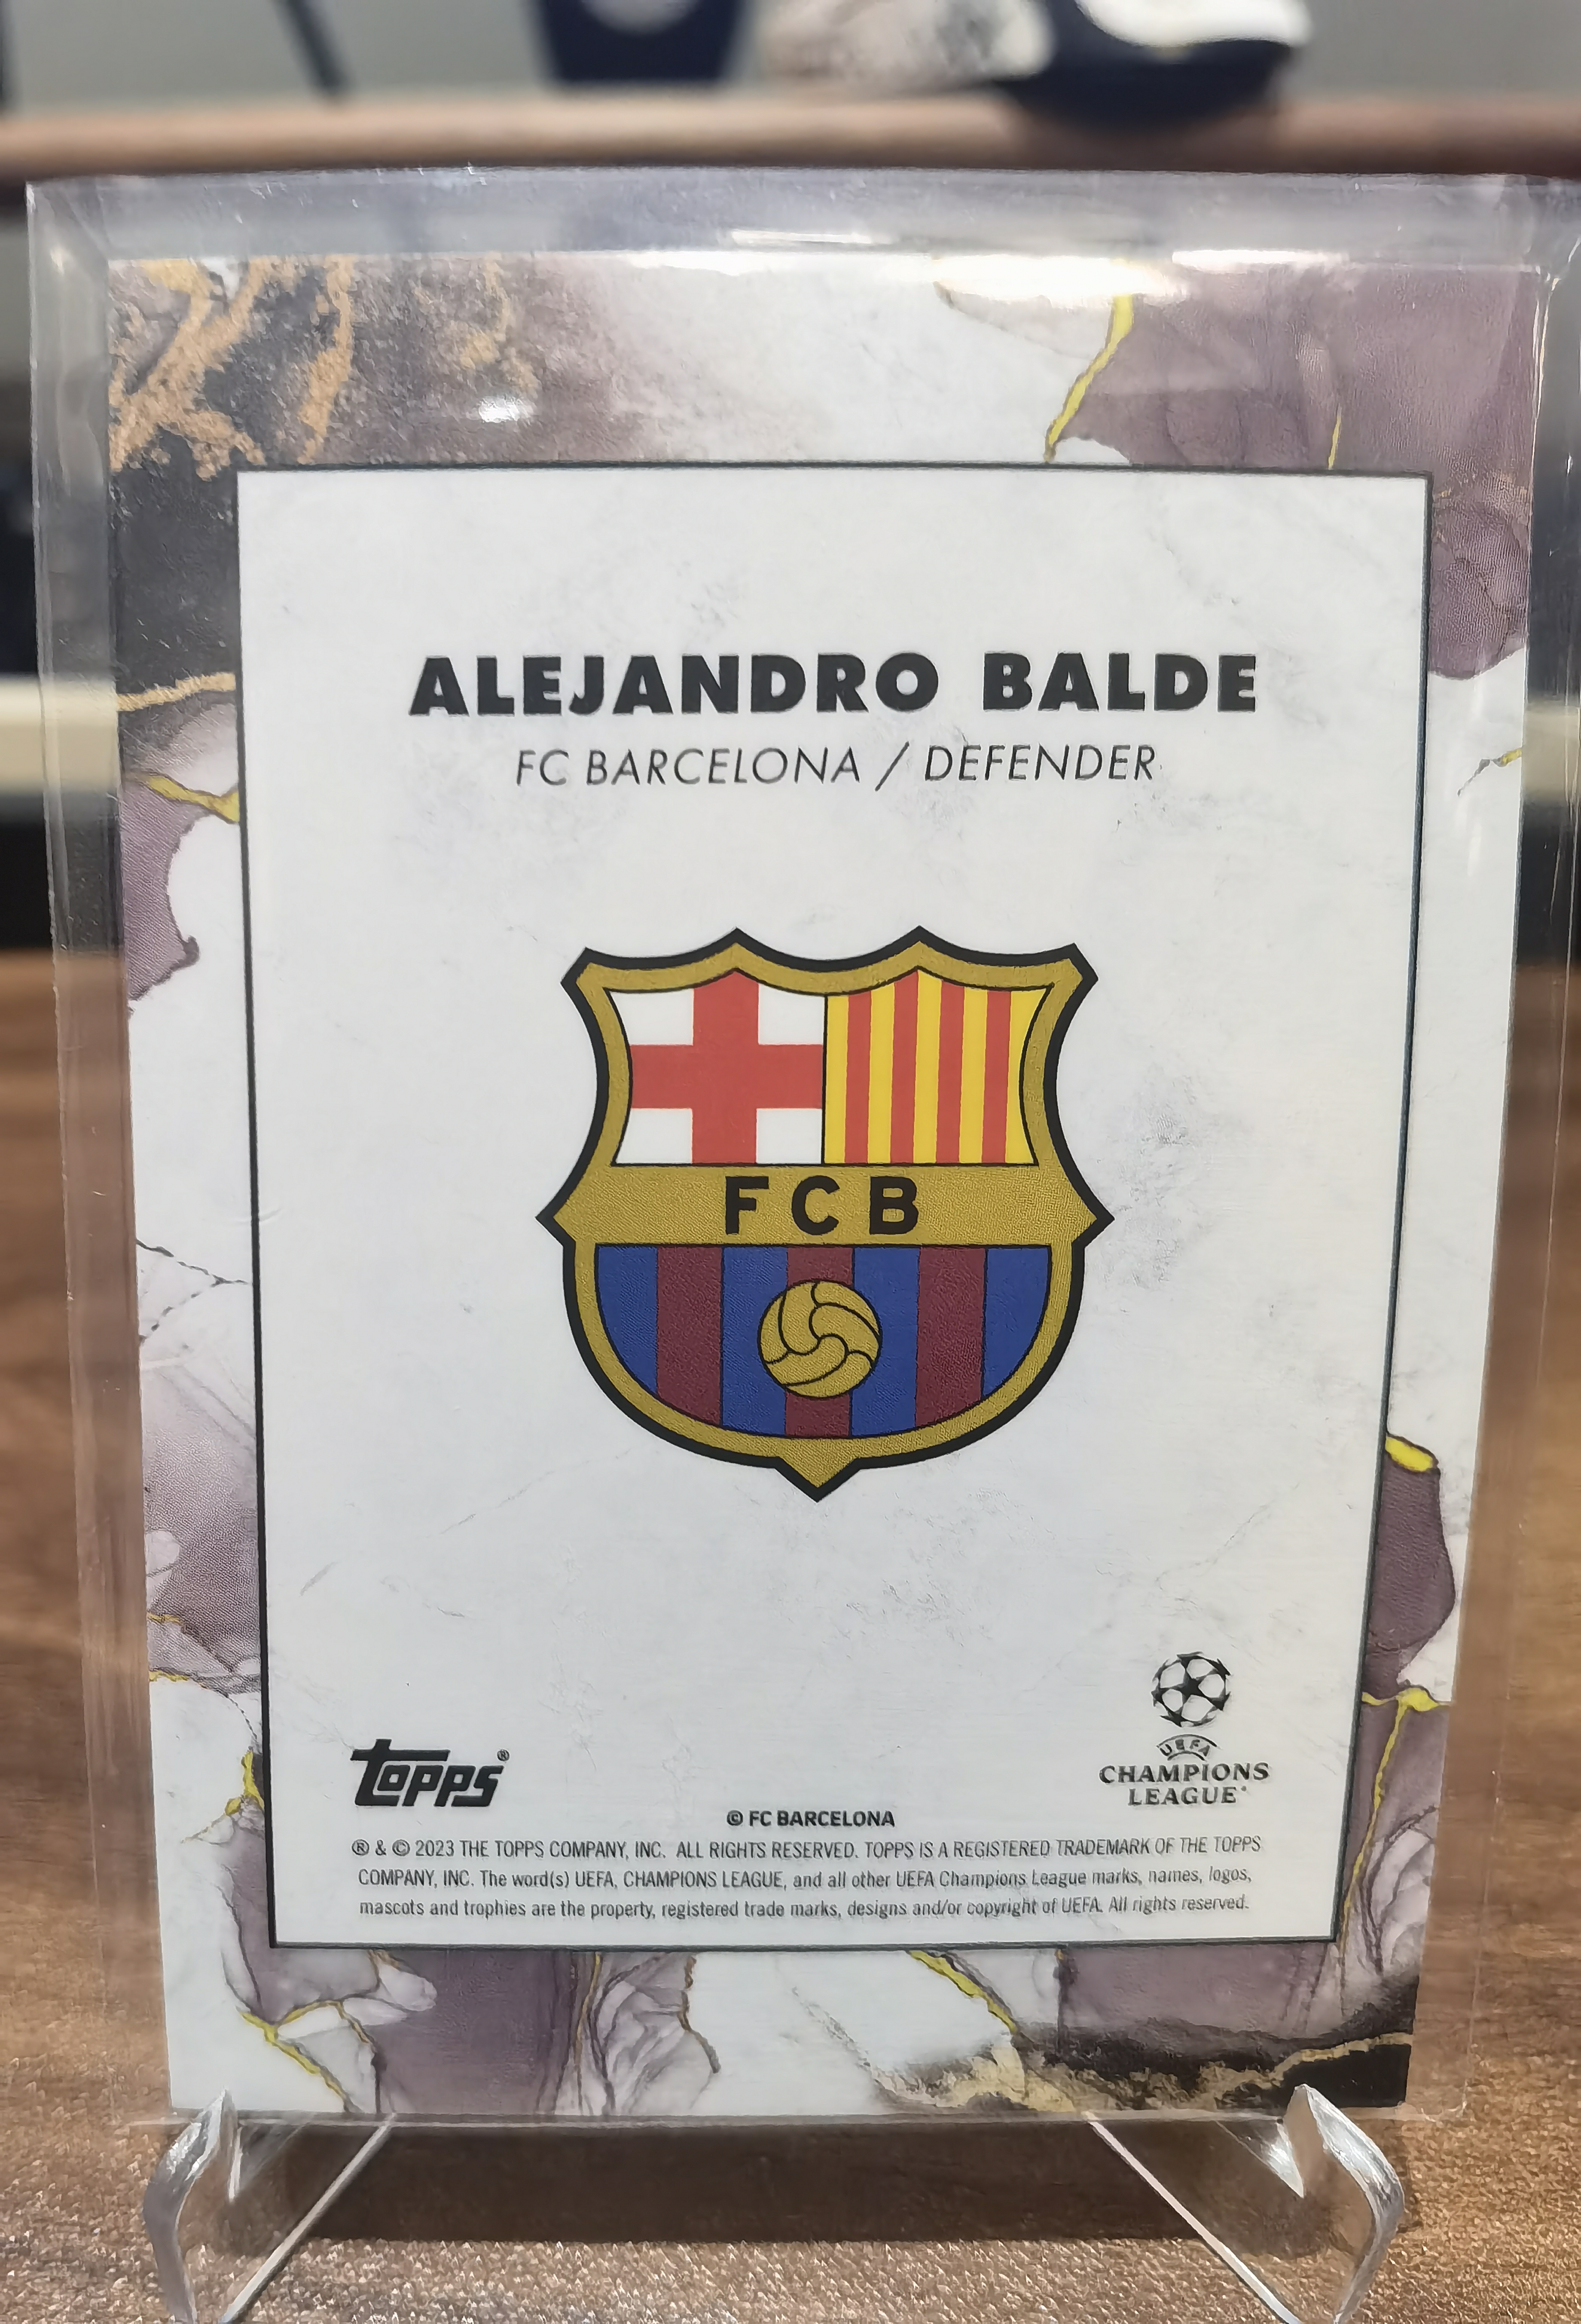 ALEJANDRO BALDE
FC BARCELONA / DEFENDER
FCB
UEFA
CHAMPIONS
LEAGUE®
topps®
© FC BARCELONA
® & © 2023 THE TOPPS COMPANY, INC. ALL RIGHTS RESERVED. TOPPS IS A REGISTERED TRADEMARK OF THE TOPPS
COMPANY, INC. The word(s) UEFA, CHAMPIONS LEAGUE, and all other UEFA Champions League marks, names, logos,
mascots and trophies are the property, registered trade marks, designs and/or copyright of UEFA. All rights reserved.